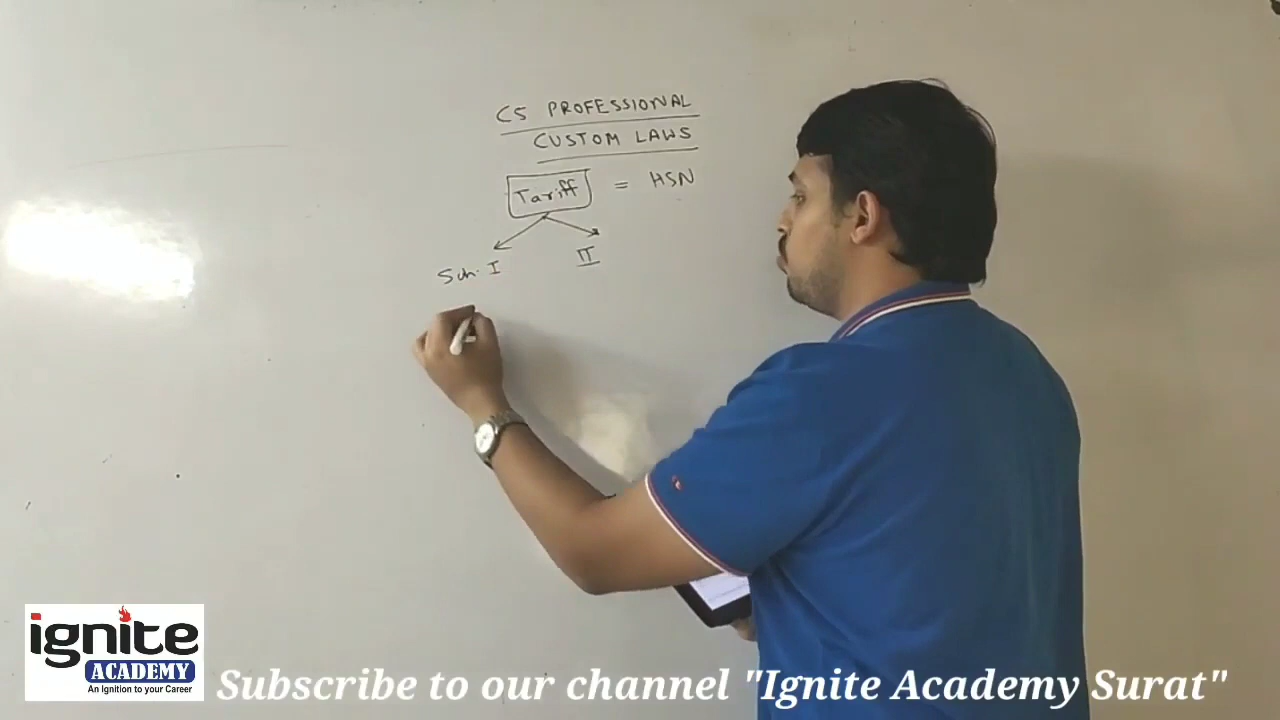 CS PROFESSIONAL
CUSTOM LAWS
Tariff = HSN
Sch. I II
ignite
ACADEMY
An Ignition to your Career
Subscribe to our channel "Ignite Academy Surat"